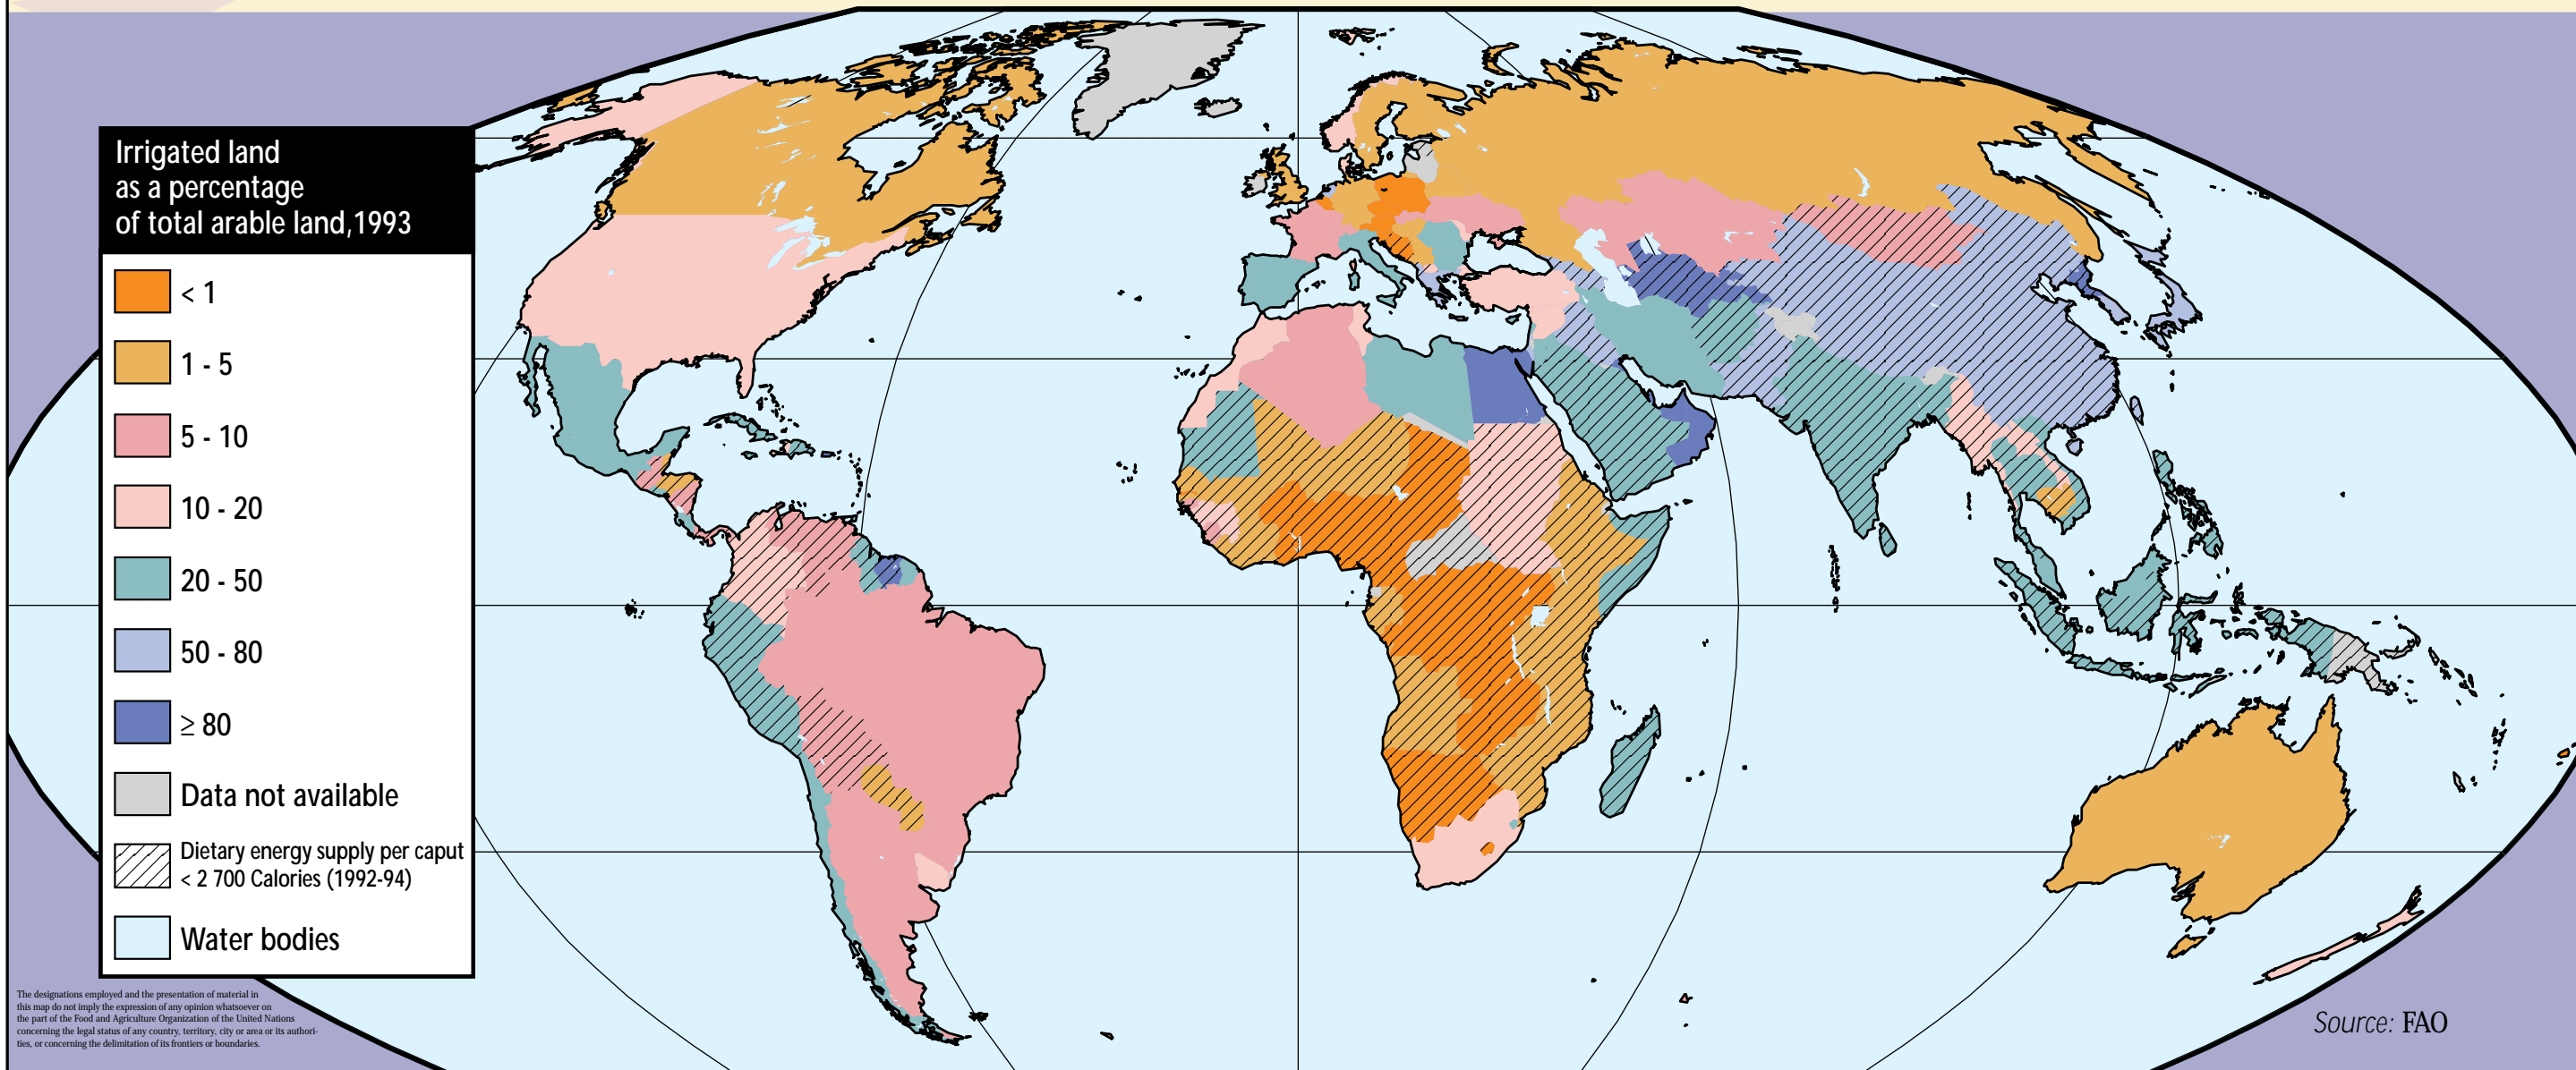 Irrigated land
as a percentage
of total arable land,1993
< 1
1 - 5
5 - 10
10 - 20
20 - 50
50 - 80
≥ 80
Data not available
Dietary energy supply per caput
< 2 700 Calories (1992-94)
Water bodies
The designations employed and the presentation of material in
this map do not imply the expression of any opinion whatsoever on
the part of the Food and Agriculture Organization of the United Nations
concerning the legal status of any country, territory, city or area or its authori-
ties, or concerning the delimitation of its frontiers or boundaries.
Source: FAO